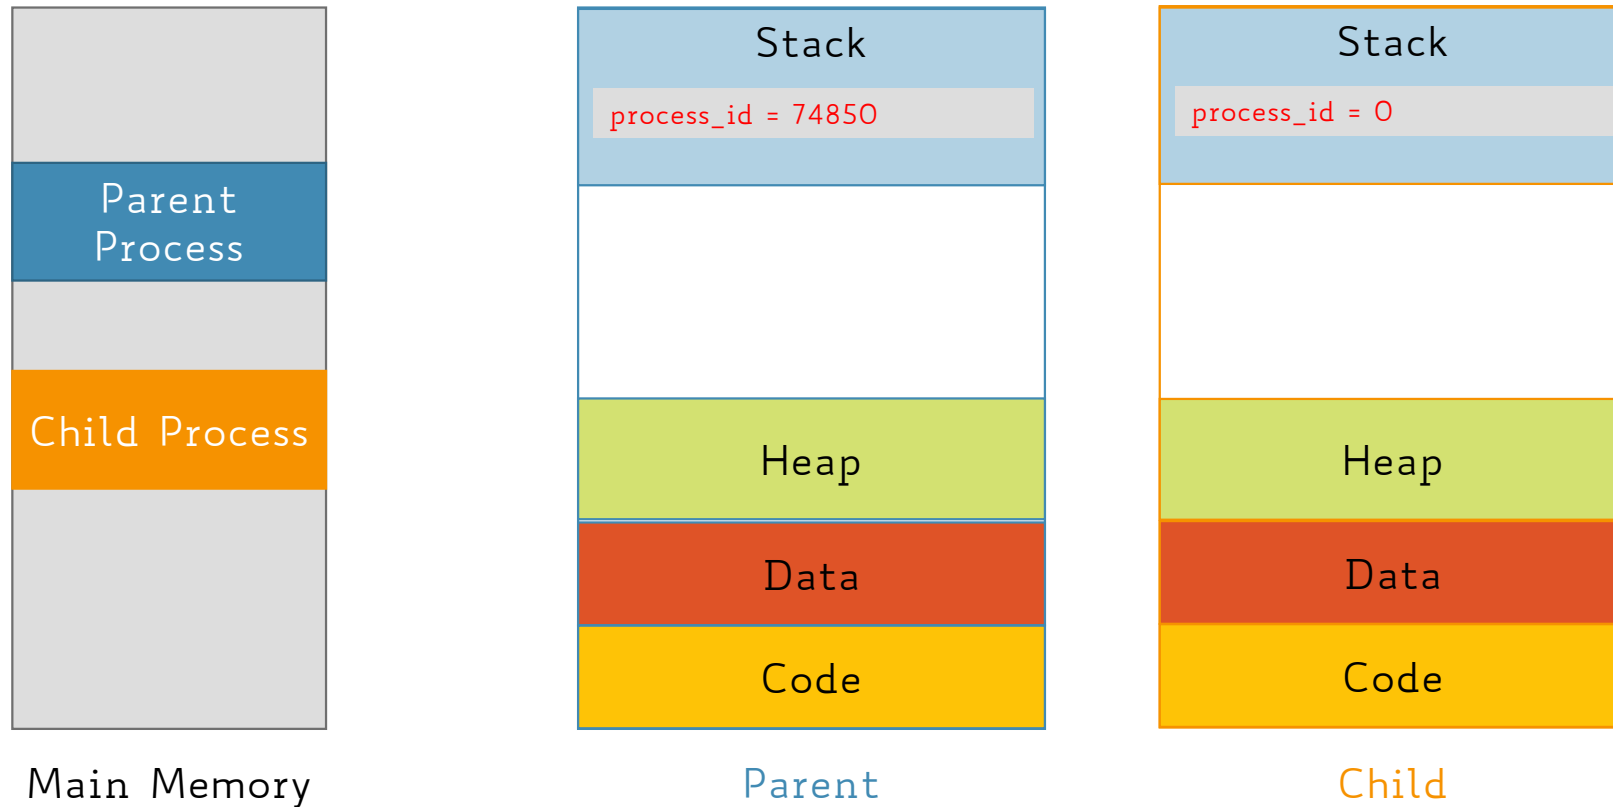 Parent
Process
Child Process
Main Memory
Stack
process_id = 74850
Heap
Data
Code
Parent
Stack
process_id = 0
Heap
Data
Code
Child